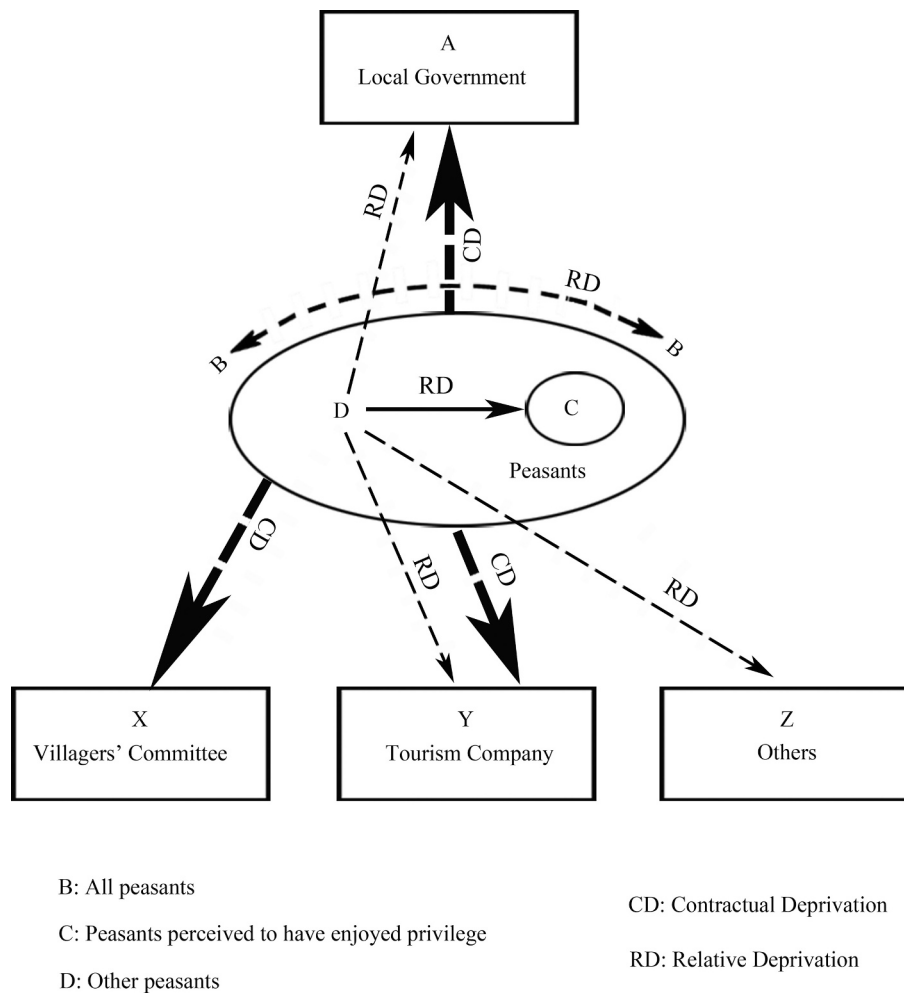 A
Local Government
RD
CD
RD
B
B
RD
D
C
Peasants
CD
RD
CD
RD
X
Villagers’ Committee
Y
Tourism Company
Z
Others
B: All peasants
C: Peasants perceived to have enjoyed privilege
D: Other peasants
CD: Contractual Deprivation
RD: Relative Deprivation